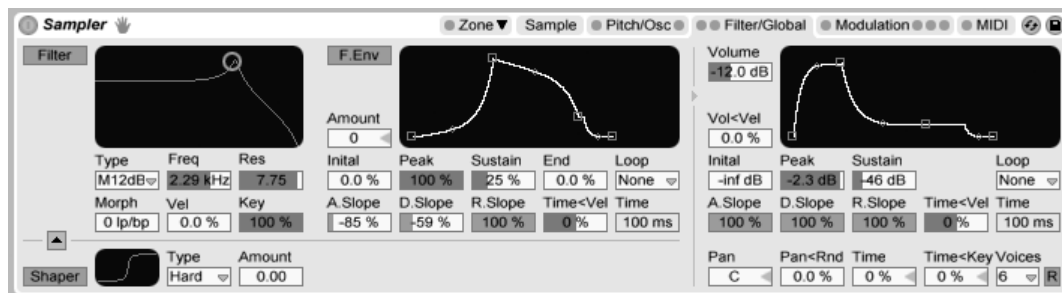 Sampler Zone Sample Pitch/Osc Filter/Global Modulation MIDI
Filter F.Env Volume
-12.0 dB
Amount Vol<Vel
0 0.0 %
Type Freq Res Inital Peak Sustain End Loop Inital Peak Sustain Loop
M12dB 2.29 kHz 7.75 0.0 % 100 % 25 % 0.0 % None -inf dB -2.3 dB -46 dB None
Morph Vel Key A.Slope D.Slope R.Slope Time<Vel Time A.Slope D.Slope R.Slope Time<Vel Time
0 lp/bp 0.0 % 100 % -85 % -59 % 100 % 0 % 100 ms 100 % 100 % 100 % 0 % 100 ms
Type Amount Pan Pan<Rnd Time Time<Key Voices
Shaper Hard 0.00 C 0.0 % 0 % 0 % 6 R